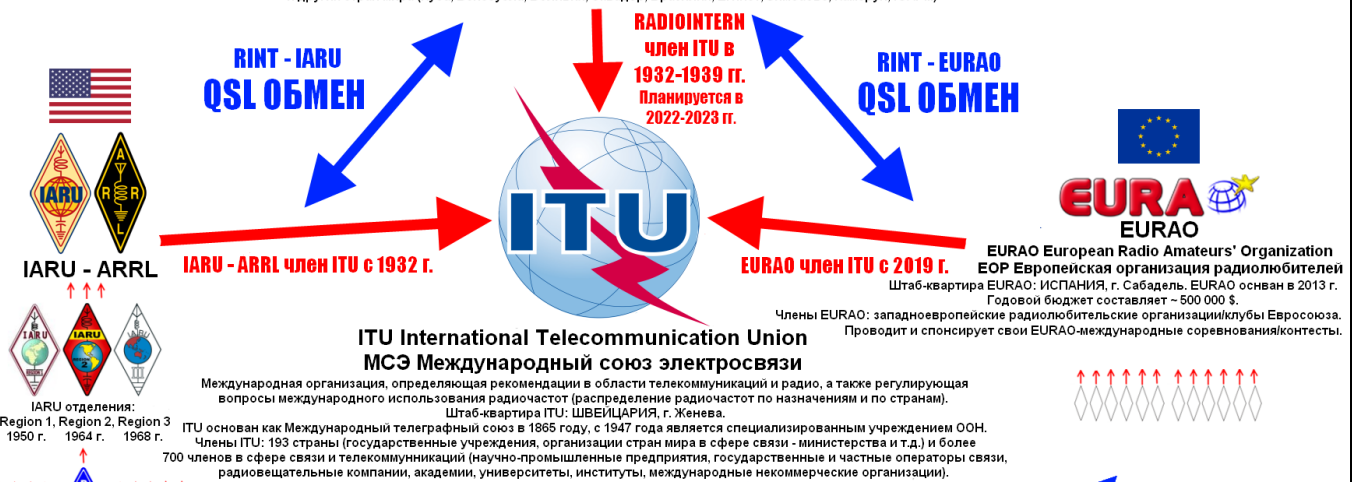 RADIOINTERN
член ITU в
1932-1939 гг.
Планируется в
2022-2023 гг.
RINT - IARU
QSL ОБМЕН
RINT - EURAO
QSL ОБМЕН
IARU
A
R R
L
IARU - ARRL
IARU - ARRL член ITU с 1932 г.
ITU
EURAO член ITU с 2019 г.
EURA
EURAO
EURAO European Radio Amateurs' Organization
ЕОР Европейская организация радиолюбителей
Штаб-квартира EURAO: ИСПАНИЯ, г. Сабадель. EURAO оснван в 2013 г.
Годовой бюджет составляет ~ 500 000 $.
Члены EURAO: западноевропейские радиолюбительские организации/клубы Евросоюза.
Проводит и спонсирует свои EURAO-международные соревнования/контесты.
IARU
IARU
2
IARU отделения:
Region 1, Region 2, Region 3
1950 г. 1964 г. 1968 г.
ITU International Telecommunication Union
МСЭ Международный союз электросвязи
Международная организация, определяющая рекомендации в области телекоммуникаций и радио, а также регулирующая
вопросы международного использования радиочастот (распределение радиочастот по назначениям и по странам).
Штаб-квартира ITU: ШВЕЙЦАРИЯ, г. Женева.
ITU основан как Международный телеграфный союз в 1865 году, с 1947 года является специализированным учреждением ООН.
Члены ITU: 193 страны (государственные учреждения, организации стран мира в сфере связи - министерства и т.д.) и более
700 членов в сфере связи и телекоммунникаций (научно-промышленные предприятия, государственные и частные операторы связи,
радиовещательные компании, академии, университеты, институты, международные некоммерческие организации).